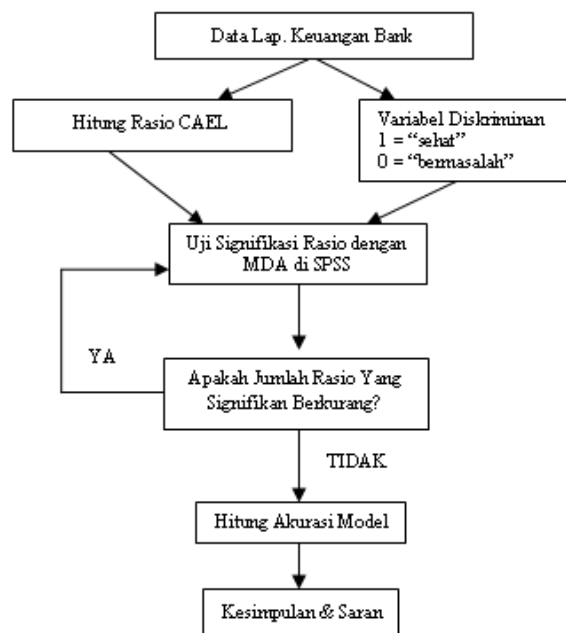 Data Lap. Keuangan Bank
Hitung Rasio CAEL
Variabel Diskriminan
1 = “sehat”
0 = “bermasalah”
Uji Signifikasi Rasio dengan
MDA di SPSS
YA
Apakah Jumlah Rasio Yang
Signifikan Berkurang?
TIDAK
Hitung Akurasi Model
Kesimpulan & Saran